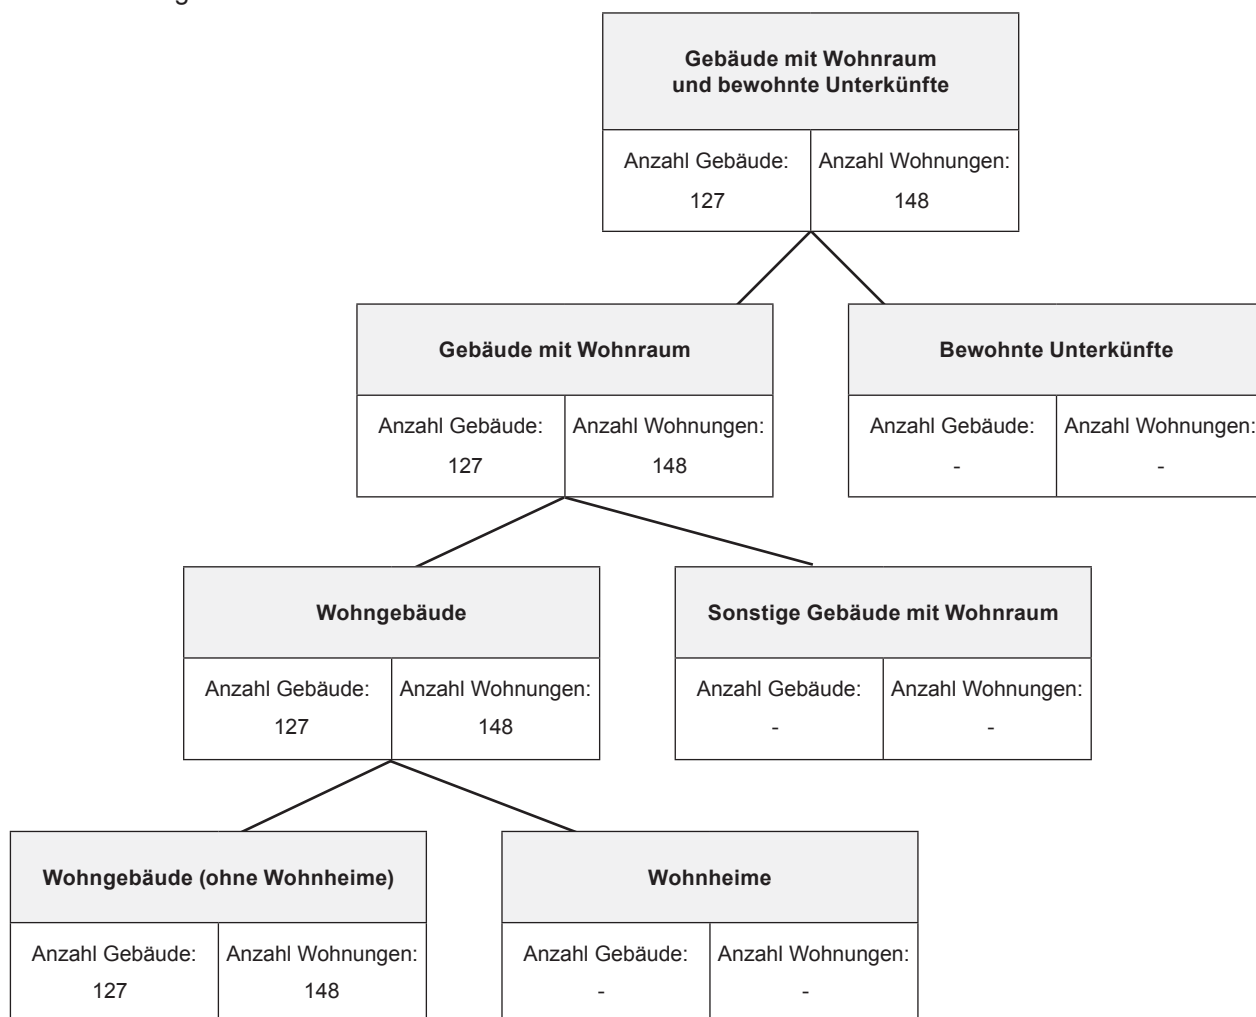 Gebäude mit Wohnraum
und bewohnte Unterkünfte
Anzahl Gebäude: Anzahl Wohnungen:
127 148
Gebäude mit Wohnraum Bewohnte Unterkünfte
Anzahl Gebäude: Anzahl Wohnungen: Anzahl Gebäude: Anzahl Wohnungen:
127 148 - -
Wohngebäude Sonstige Gebäude mit Wohnraum
Anzahl Gebäude: Anzahl Wohnungen: Anzahl Gebäude: Anzahl Wohnungen:
127 148 - -
Wohngebäude (ohne Wohnheime) Wohnheime
Anzahl Gebäude: Anzahl Wohnungen: Anzahl Gebäude: Anzahl Wohnungen:
127 148 - -